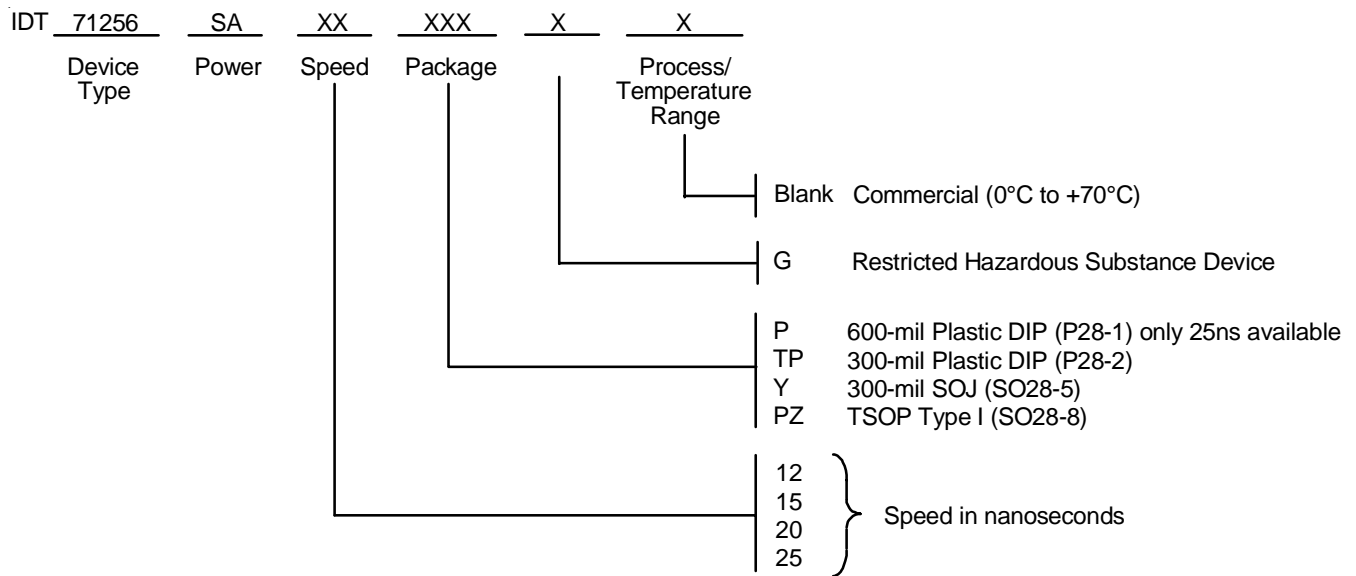 IDT 71256 SA XX XXX X X
Device Type Power Speed Package Process/ Temperature Range
Blank Commercial (0°C to +70°C)
G Restricted Hazardous Substance Device
P 600-mil Plastic DIP (P28-1) only 25ns available
TP 300-mil Plastic DIP (P28-2)
Y 300-mil SOJ (SO28-5)
PZ TSOP Type I (SO28-8)
12
15
20
25
Speed in nanoseconds